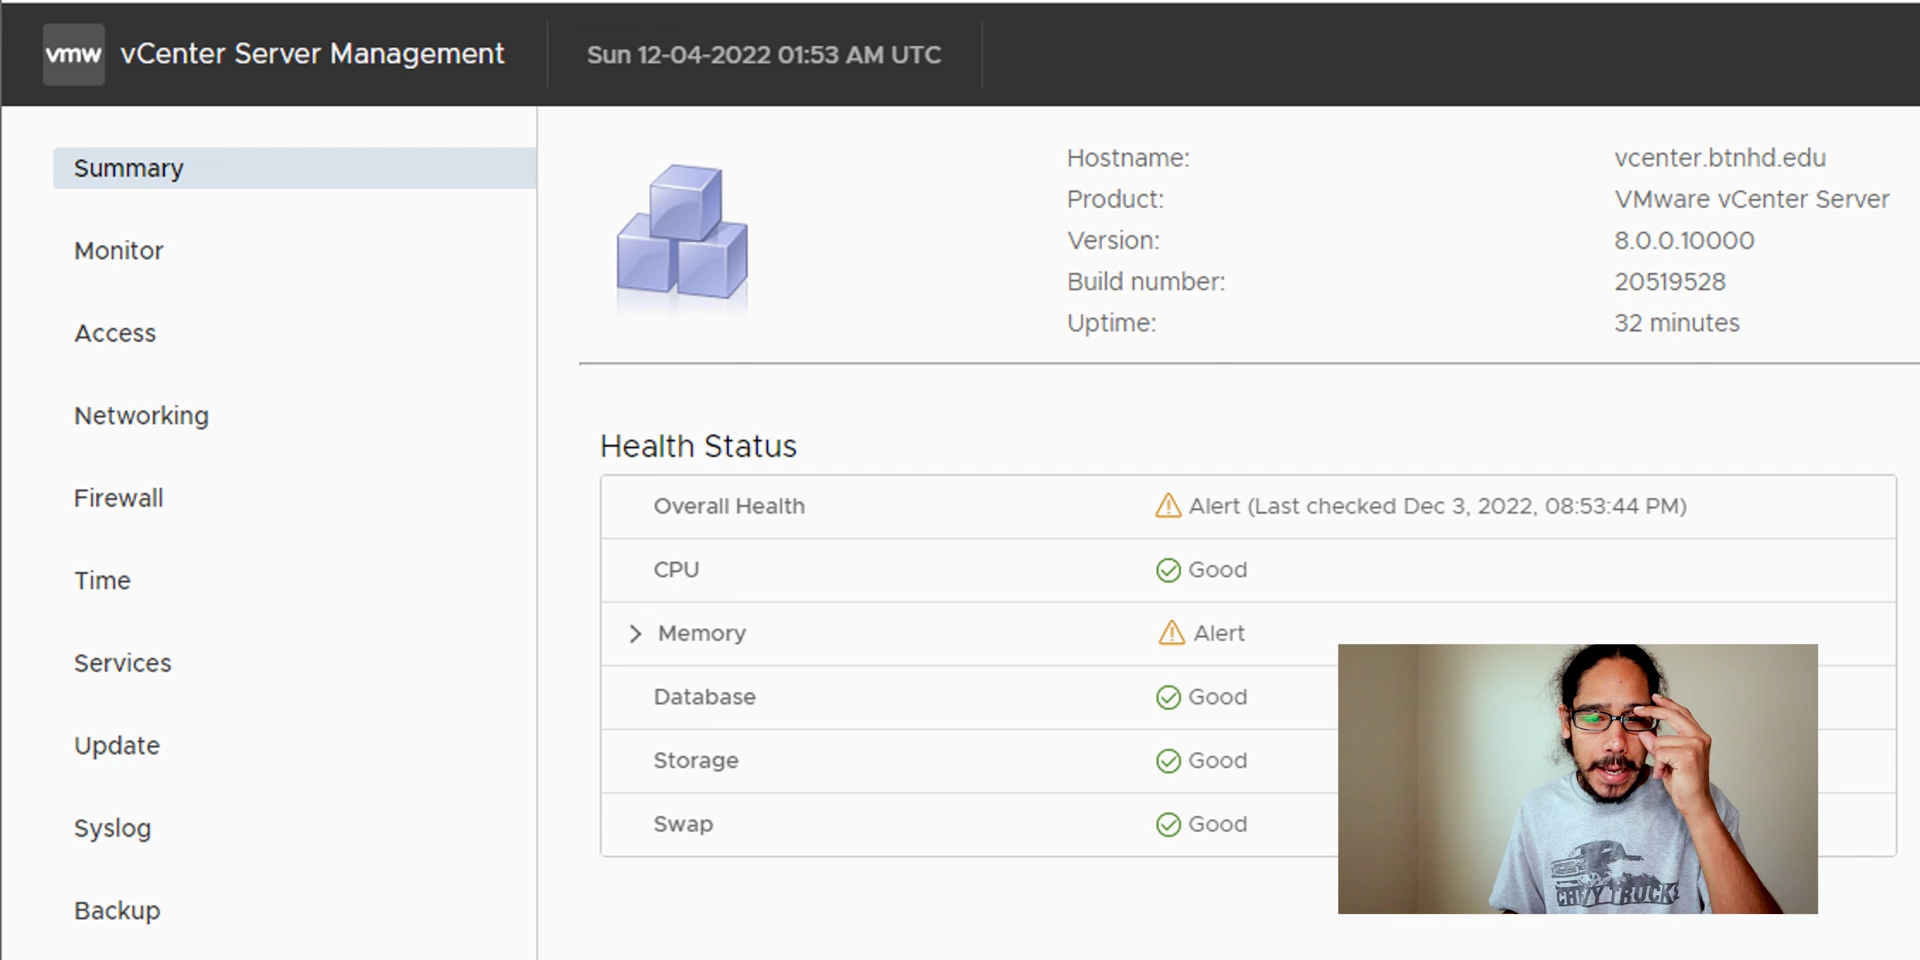 vmw vCenter Server Management Sun 12-04-2022 01:53 AM UTC
Summary
Monitor
Access
Networking
Firewall
Time
Services
Update
Syslog
Backup
Hostname: vcenter.btnhd.edu
Product: VMware vCenter Server
Version: 8.0.0.10000
Build number: 20519528
Uptime: 32 minutes
Health Status
Overall Health Alert (Last checked Dec 3, 2022, 08:53:44 PM)
CPU Good
Memory Alert
Database Good
Storage Good
Swap Good